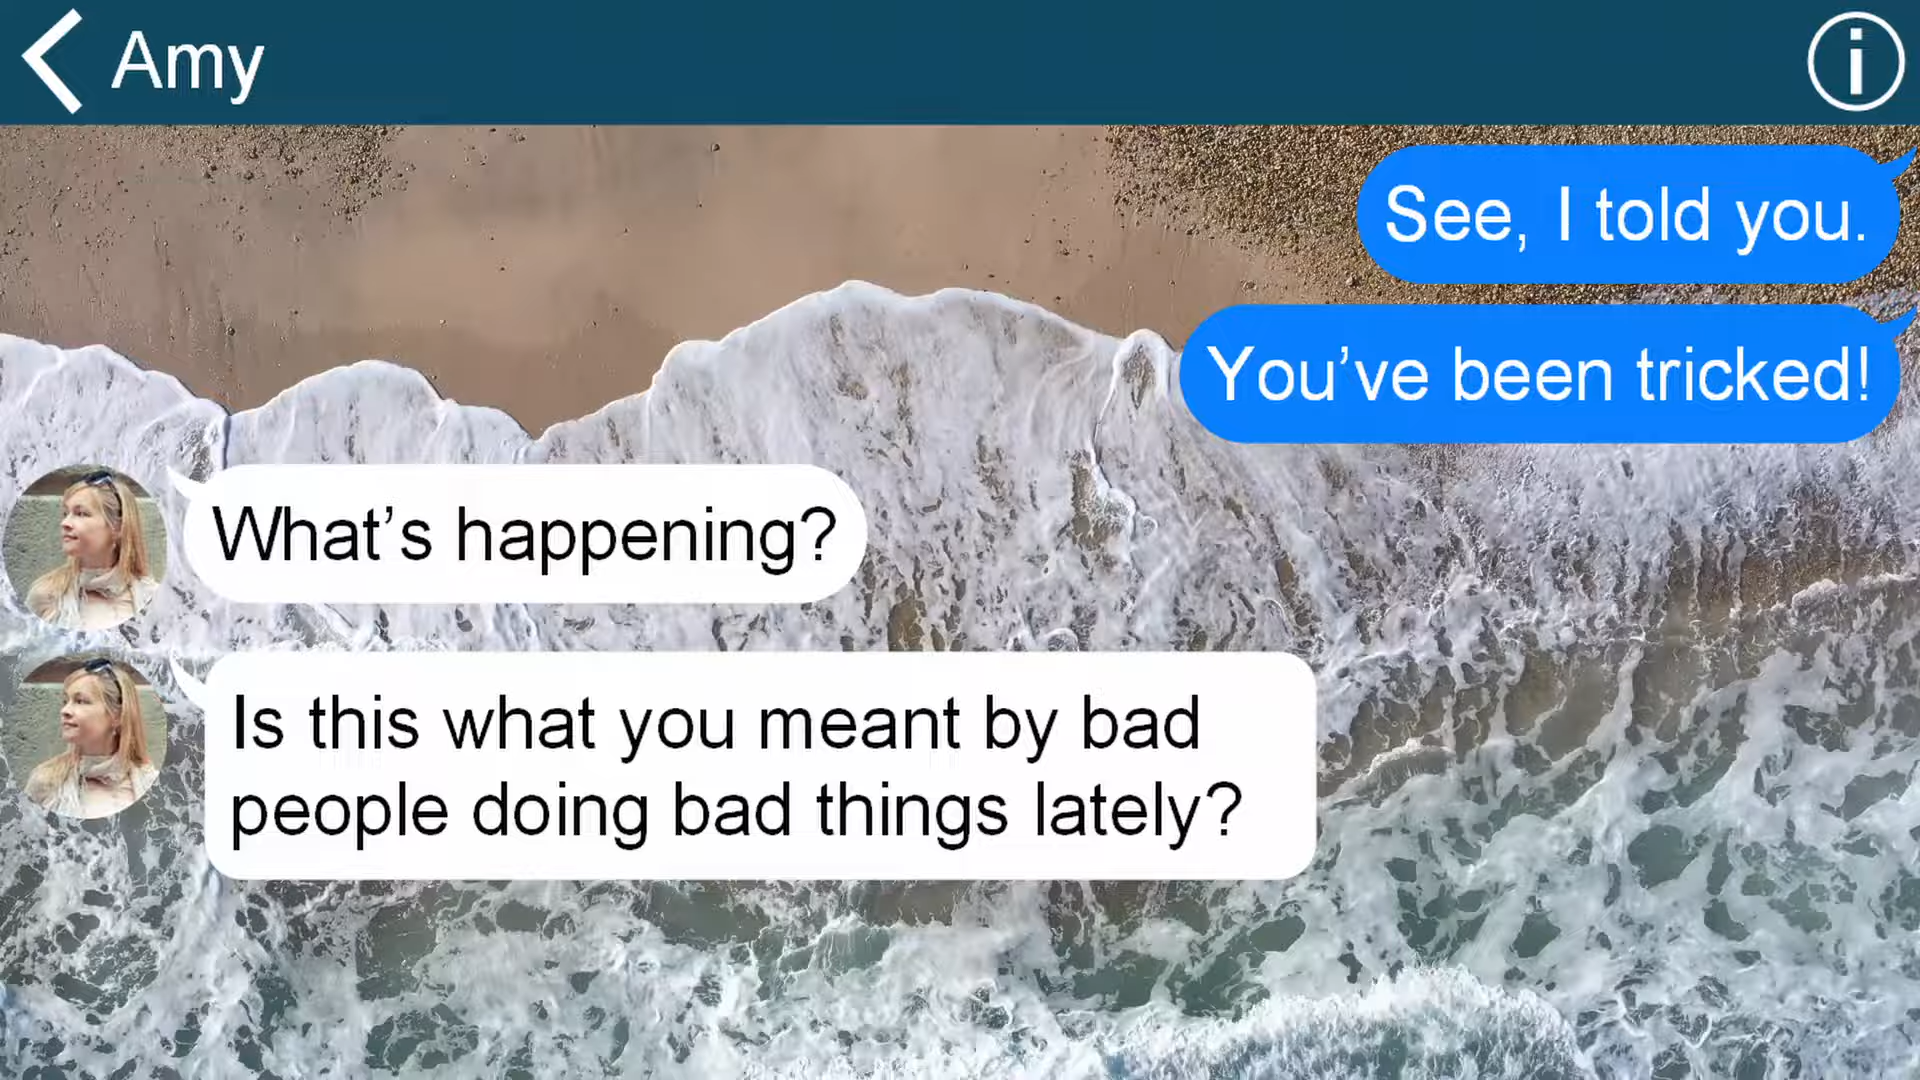 Amy
See, I told you.
You’ve been tricked!
What’s happening?
Is this what you meant by bad
people doing bad things lately?